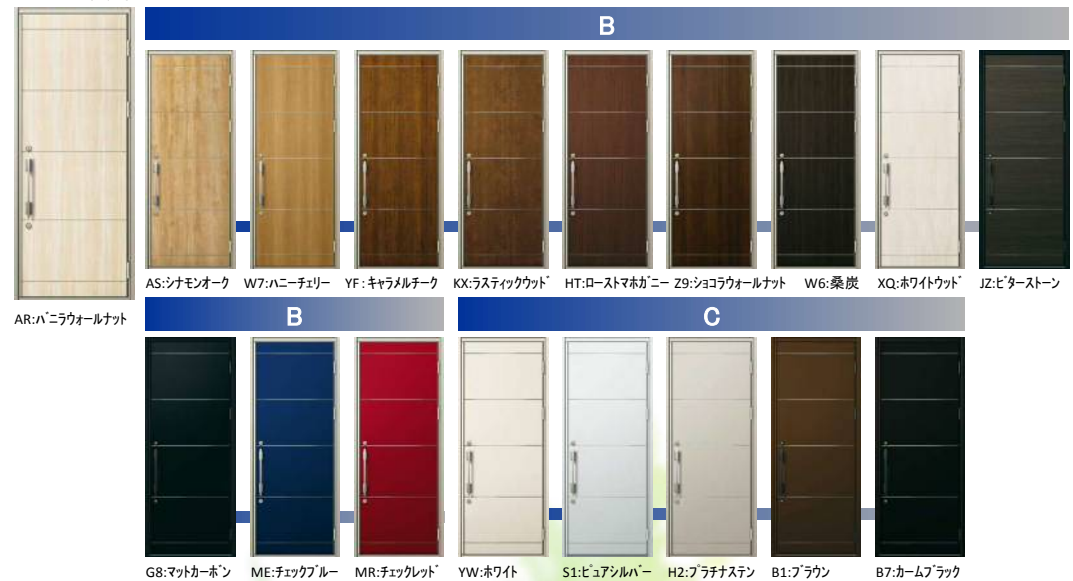 B
AS:シナモンオーク W7:ハニーチェリー YF:キャラメルチーク KX:ラスティックウッド HT:ローストマホガニー Z9:ショコラウォールナット W6:桑炭 XQ:ホワイトウッド JZ:ビターストーン
AR:バニラウォールナット
B
C
G8:マットカーボン ME:チェックブルー MR:チェックレッド YW:ホワイト S1:ピュアシルバー H2:プラチナステン B1:ブラウン B7:カームブラック